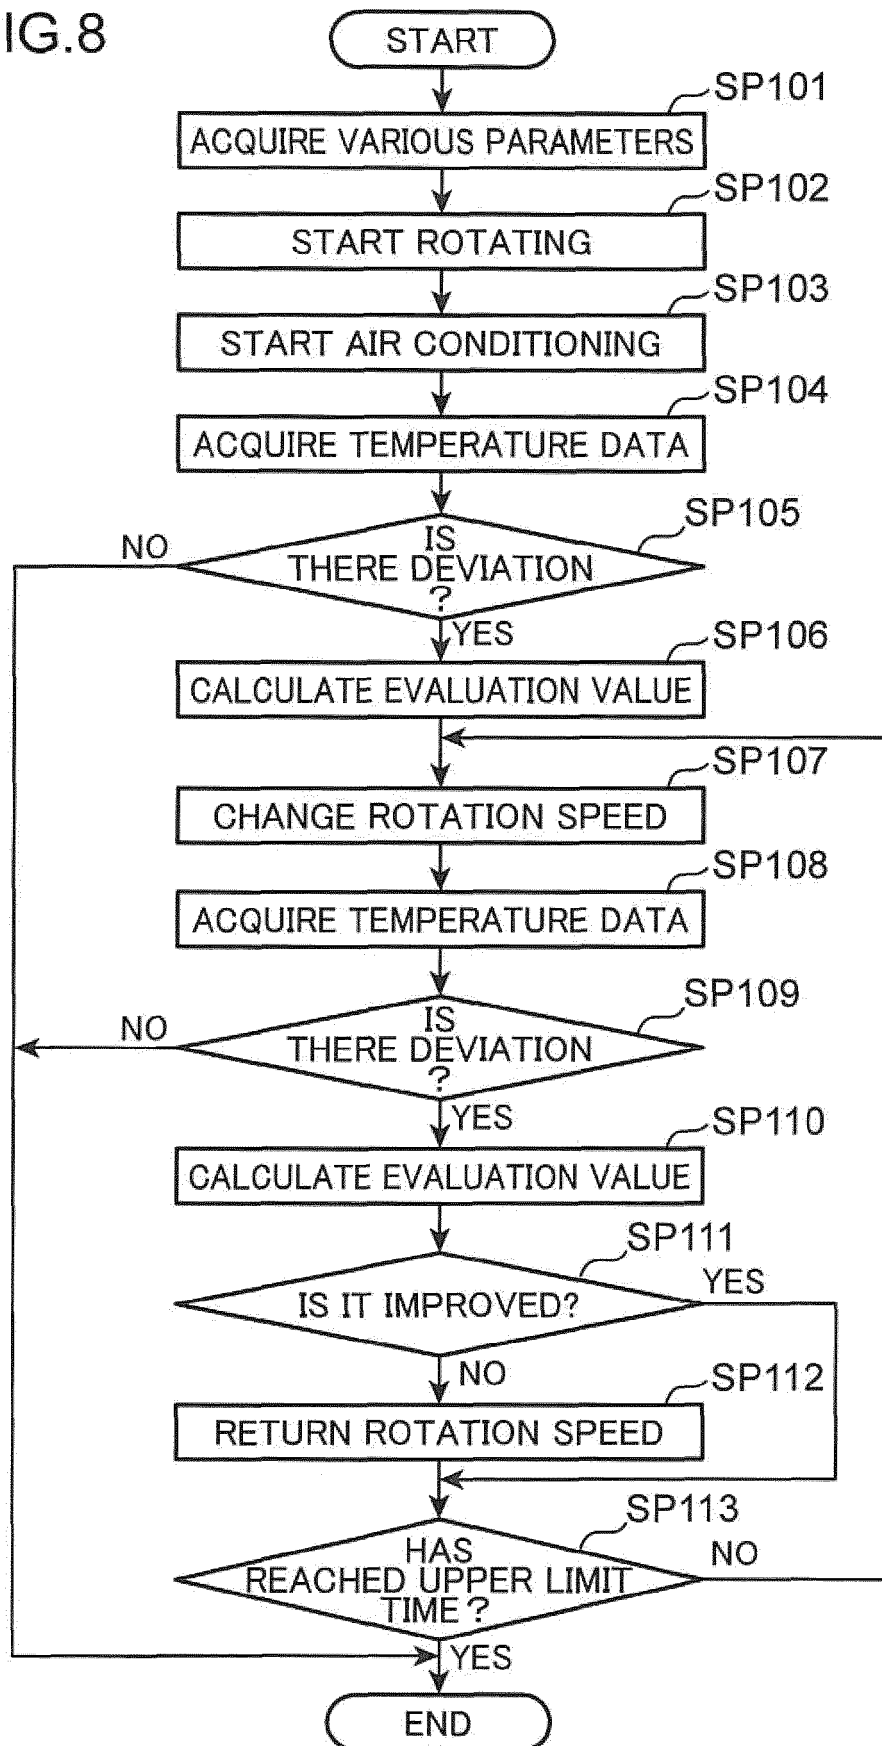 IG.8
START
SP101
ACQUIRE VARIOUS PARAMETERS
SP102
START ROTATING
SP103
START AIR CONDITIONING
SP104
ACQUIRE TEMPERATURE DATA
SP105
NO
IS
THERE DEVIATION
?
YES
SP106
CALCULATE EVALUATION VALUE
SP107
CHANGE ROTATION SPEED
SP108
ACQUIRE TEMPERATURE DATA
SP109
NO
IS
THERE DEVIATION
?
YES
SP110
CALCULATE EVALUATION VALUE
SP111
YES
IS IT IMPROVED?
NO
SP112
RETURN ROTATION SPEED
SP113
HAS
NO
REACHED UPPER LIMIT
TIME?
YES
END